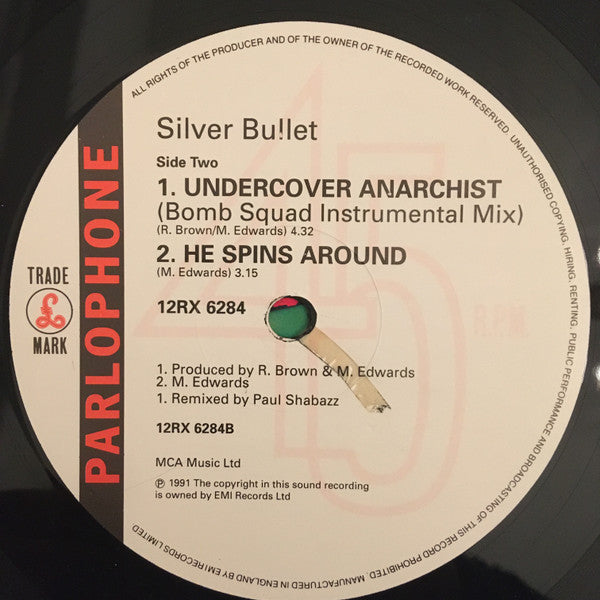 ALL RIGHTS OF THE PRODUCER AND OF THE OWNER OF THE RECORDED WORK RESERVED. UNAUTHORISED COPYING. HIRING. RENTING. PUBLIC PERFORMANCE AND BROADCASTING OF THIS RECORD PROHIBITED. MANUFACTURED IN ENGLAND BY EMI RECORDS LIMITED
Silver Bu!let
Side Two
1. UNDERCOVER ANARCHIST
(Bomb Squad Instrumental Mix)
(R. Brown/M. Edwards) 4.32
2. HE SPINS AROUND
(M. Edwards) 3.15
PARLOPHONE
TRADE
£
MARK
45
12RX 6284
1. Produced by R. Brown & M. Edwards
2. M. Edwards
1. Remixed by Paul Shabazz
12RX 6284B
MCA Music Ltd
℗ 1991 The copyright in this sound recording
is owned by EMI Records Ltd